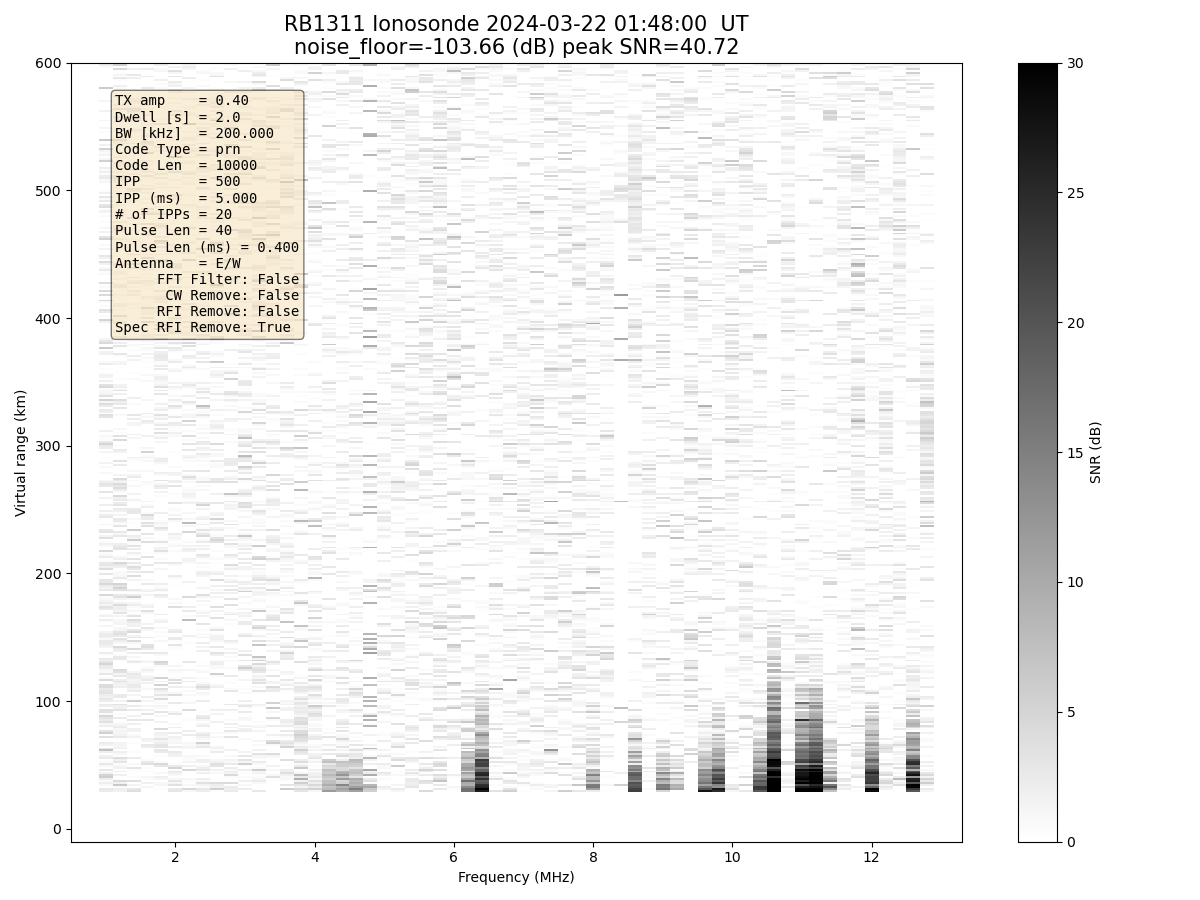 RB1311 Ionosonde 2024-03-22 01:48:00  UT
noise_floor=-103.66 (dB) peak SNR=40.72
TX amp    = 0.40
Dwell [s] = 2.0
BW [kHz]  = 200.000
Code Type = prn
Code Len  = 10000
IPP       = 500
IPP (ms)  = 5.000
# of IPPs = 20
Pulse Len = 40
Pulse Len (ms) = 0.400
Antenna   = E/W
FFT Filter: False
CW Remove: False
RFI Remove: False
Spec RFI Remove: True
600
500
400
300
200
100
0
Virtual range (km)
2 4 6 8 10 12
Frequency (MHz)
30
25
20
15
10
5
0
SNR (dB)